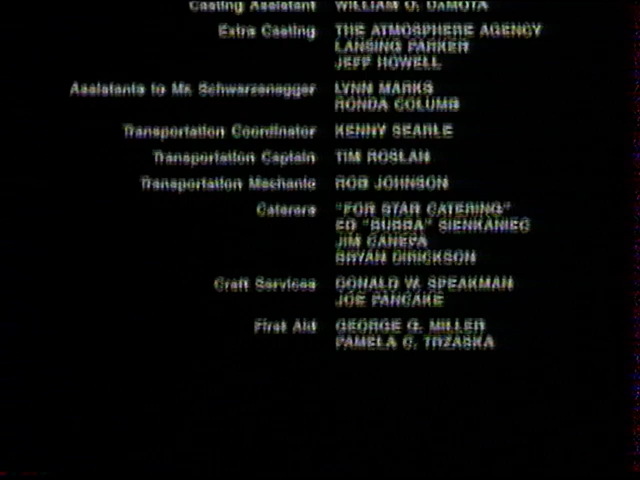 Casting Assistant WILLIAM O. DaMOTA
Extra Casting THE ATMOSPHERE AGENCY
LANSING PARKER
JEFF HOWELL
Assistants to Mr. Schwarzenegger LYNN MARKS
RONDA COLUMB
Transportation Coordinator KENNY SEARLE
Transportation Captain TIM ROSLAN
Transportation Mechanic ROB JOHNSON
Caterers "FOR STAR CATERING"
ED "BUBBA" SIENKANIEC
JIM CANEPA
BRYAN DIRICKSON
Craft Services DONALD W. SPEAKMAN
JOE PANCAKE
First Aid GEORGE G. MILLER
PAMELA C. TRZASKA